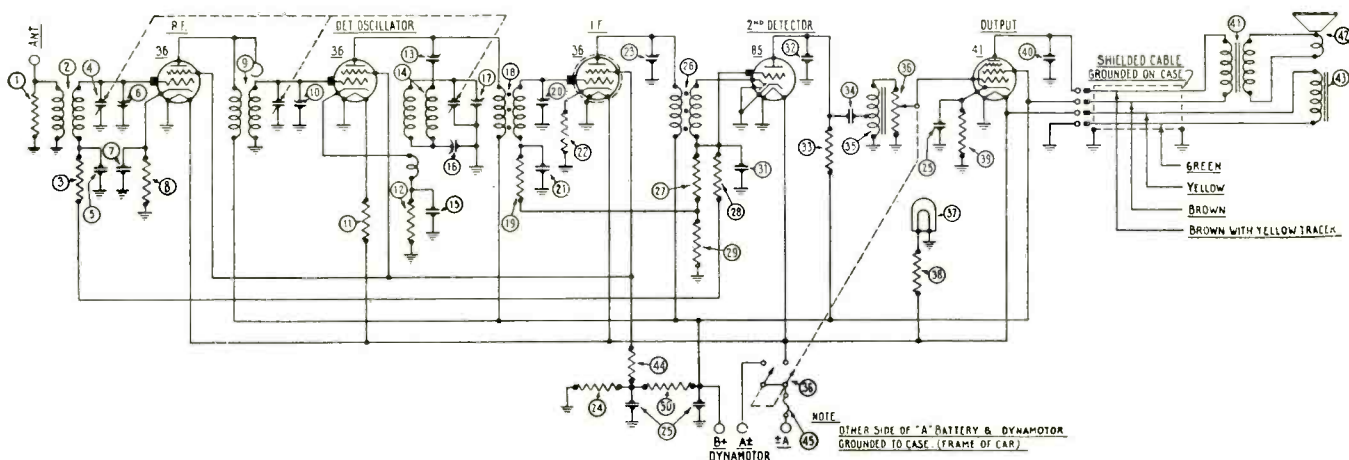 ANT
R.F.
DET OSCILLATOR
I.F.
2ND DETECTOR
OUTPUT
36
36
36
85
41
1
2
4
6
9
10
13
14
17
18
20
23
26
32
34
36
40
41
42
43
3
5
7
8
11
12
15
16
19
21
22
27
28
29
31
33
35
25
39
37
38
SHIELDED CABLE
GROUNDED ON CASE
GREEN
YELLOW
BROWN
BROWN WITH YELLOW TRACER
44
24
30
25
36
45
B+
A±
±A
DYNAMOTOR
NOTE
OTHER SIDE OF "A" BATTERY & DYNAMOTOR
GROUNDED TO CASE. (FRAME OF CAR)